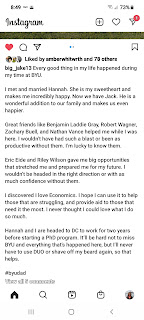 8:49
73%
Instagram
Liked by amberwhitwrth and 78 others
big_jake13 Every good thing in my life happened during my time at BYU.
I met and married Hannah. She is my sweetheart and makes me incredibly happy. Now we have Jack. He is a wonderful addition to our family and makes us even happier.
Great friends like Benjamin Laddie Gray, Robert Wagner, Zachary Buell, and Nathan Vance helped me while I was here. I wouldn't have had such a blast or been as productive without them. I'm lucky to know them.
Eric Eide and Riley Wilson gave me big opportunities that stretched me and prepared me for my future. I wouldn't be headed in the right direction or with as much confidence without them.
I discovered I love Economics. I hope I can use it to help those that are struggling, and provide aid to those that need it the most. I never thought I could love what I do so much.
Hannah and I are headed to DC to work for two years before starting a PhD program. It'll be hard not to miss BYU and everything that's happened here, but I'll never have to use DUO or shave off my beard again, so that helps.
#byudad
View all 8 comments